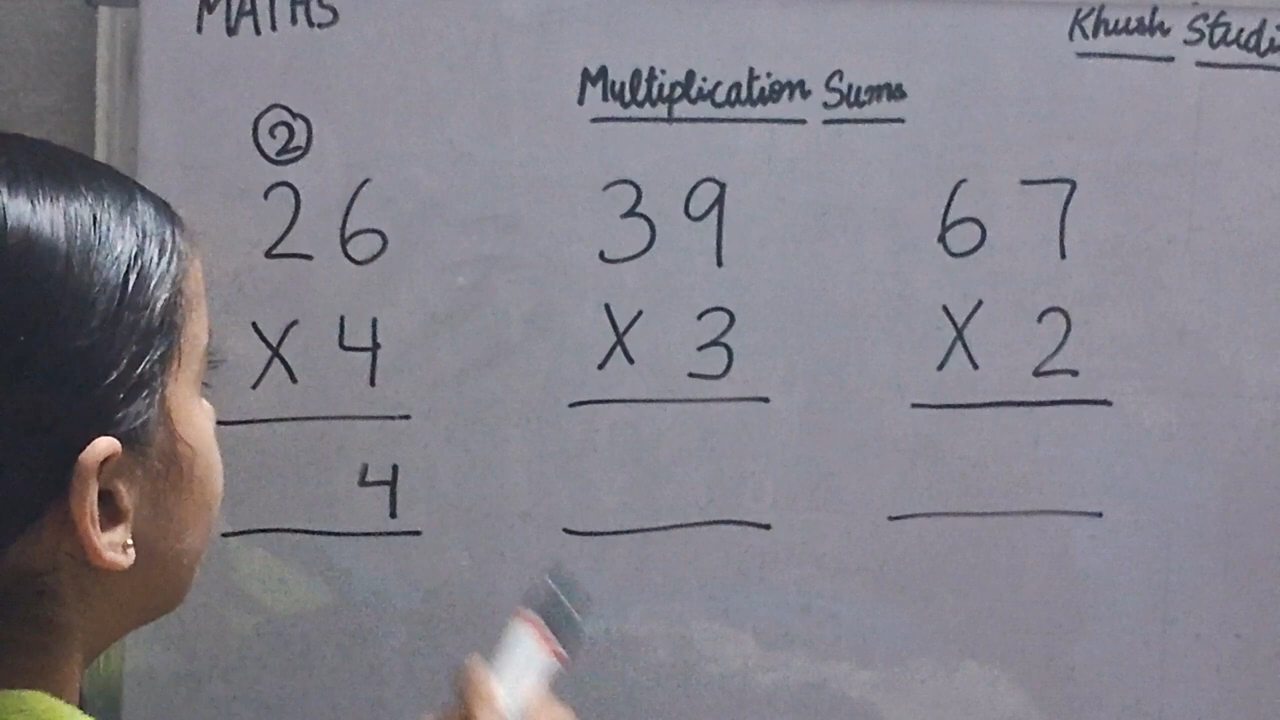 MATHS
Khush Studi
Multiplication Sums
②
26 39 67
X 4 X 3 X 2
4